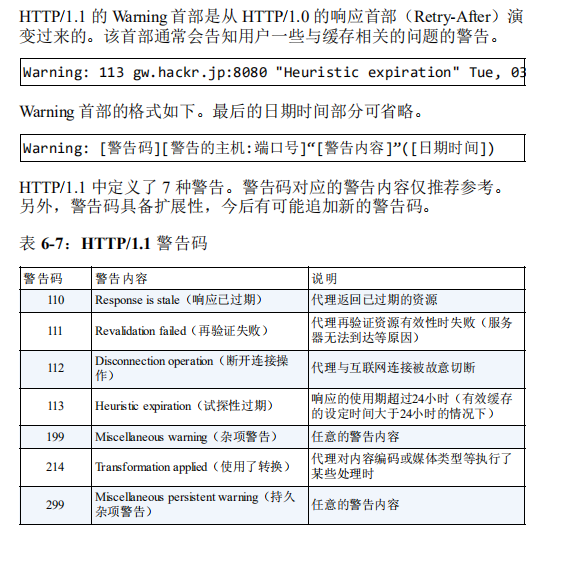 HTTP/1.1 的 Warning 首部是从 HTTP/1.0 的响应首部（Retry-After）演
变过来的。该首部通常会告知用户一些与缓存相关的问题的警告。
Warning: 113 gw.hackr.jp:8080 "Heuristic expiration" Tue, 03
Warning 首部的格式如下。最后的日期时间部分可省略。
Warning: [警告码][警告的主机:端口号]“[警告内容]”([日期时间])
HTTP/1.1 中定义了 7 种警告。警告码对应的警告内容仅推荐参考。
另外，警告码具备扩展性，今后有可能追加新的警告码。
表 6-7：HTTP/1.1 警告码
警告码 警告内容 说明
110 Response is stale（响应已过期） 代理返回已过期的资源
111 Revalidation failed（再验证失败） 代理再验证资源有效性时失败（服务
器无法到达等原因）
112 Disconnection operation（断开连接操
作） 代理与互联网连接被故意切断
113 Heuristic expiration（试探性过期） 响应的使用期超过24小时（有效缓存
的设定时间大于24小时的情况下）
199 Miscellaneous warning（杂项警告） 任意的警告内容
214 Transformation applied（使用了转换） 代理对内容编码或媒体类型等执行了
某些处理时
299 Miscellaneous persistent warning（持久
杂项警告） 任意的警告内容